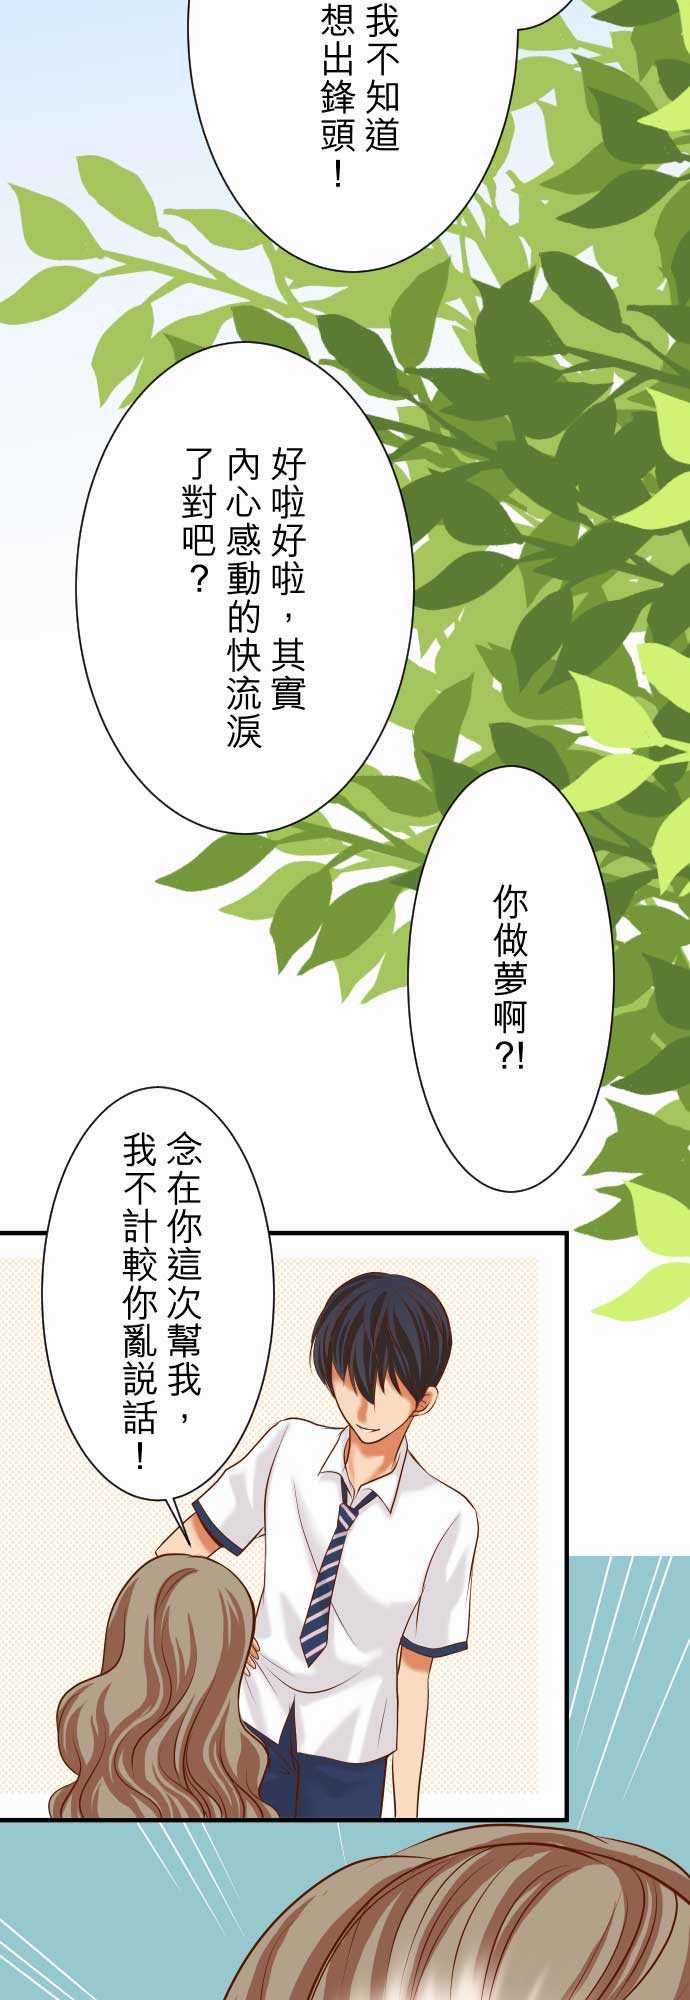 我不知道
想出鋒頭！
好啦好啦，其實
內心感動的快流淚
了對吧？
你做夢啊?!
念在你這次幫我，
我不計較你亂說話！